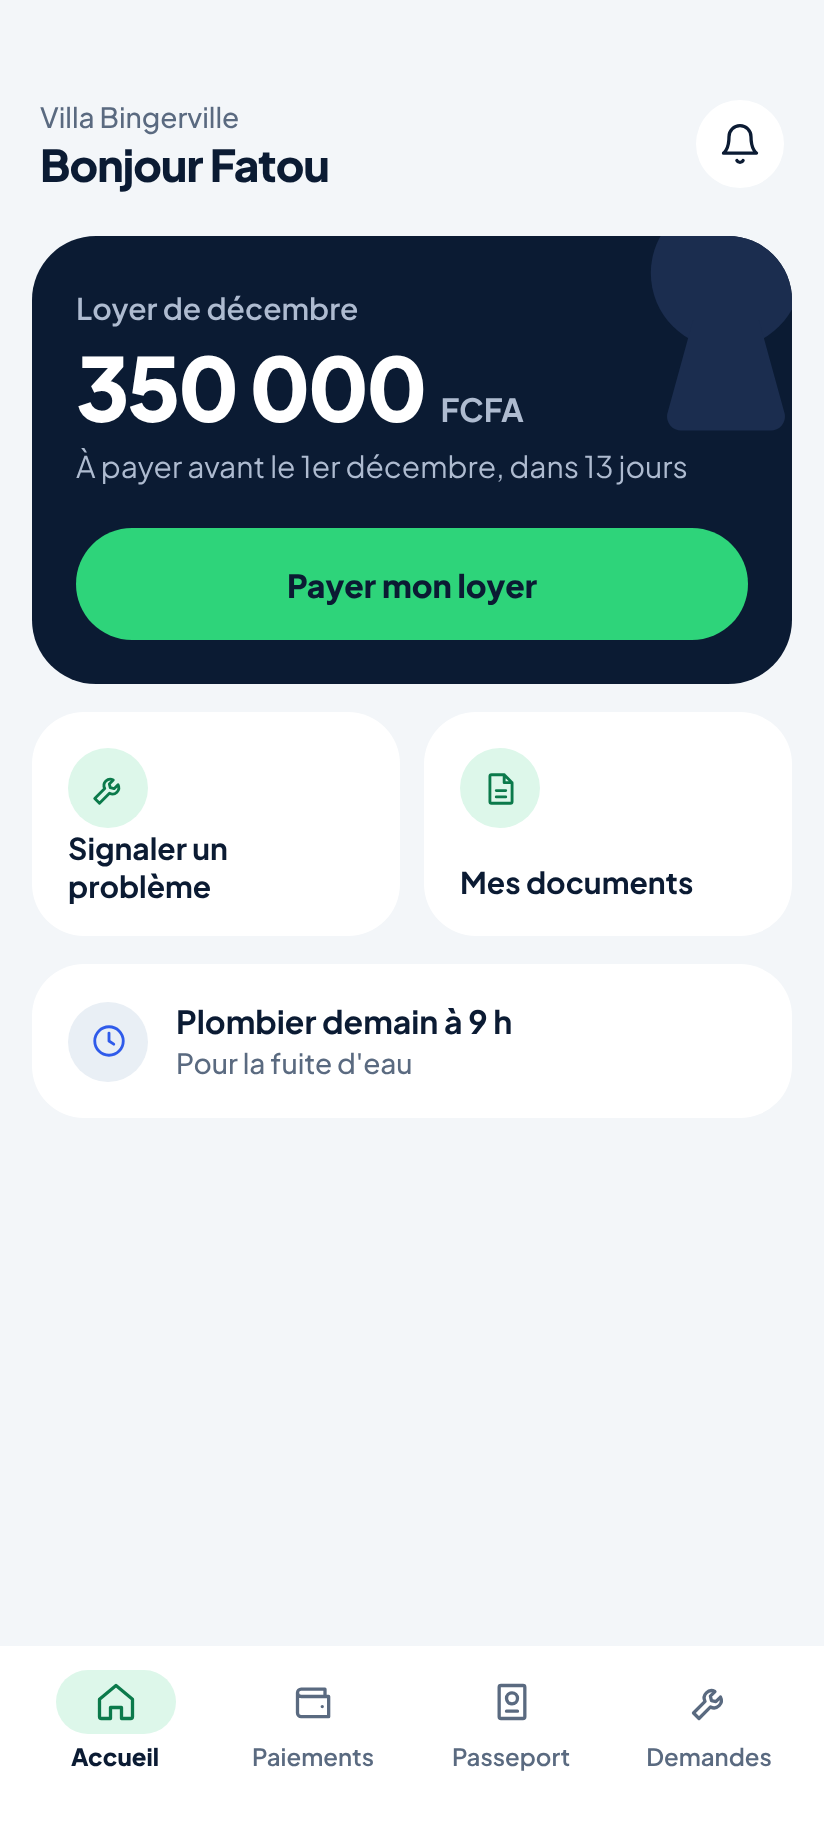 Villa Bingerville
Bonjour Fatou
Loyer de décembre
350 000 FCFA
À payer avant le 1er décembre, dans 13 jours
Payer mon loyer
Signaler un
problème
Mes documents
Plombier demain à 9 h
Pour la fuite d'eau
Accueil
Paiements
Passeport
Demandes